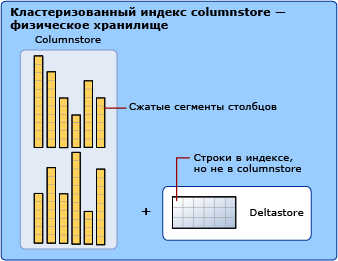 Кластеризованный индекс columnstore —
физическое хранилище
Columnstore
Сжатые сегменты столбцов
Строки в индексе,
но не в columnstore
+
Deltastore